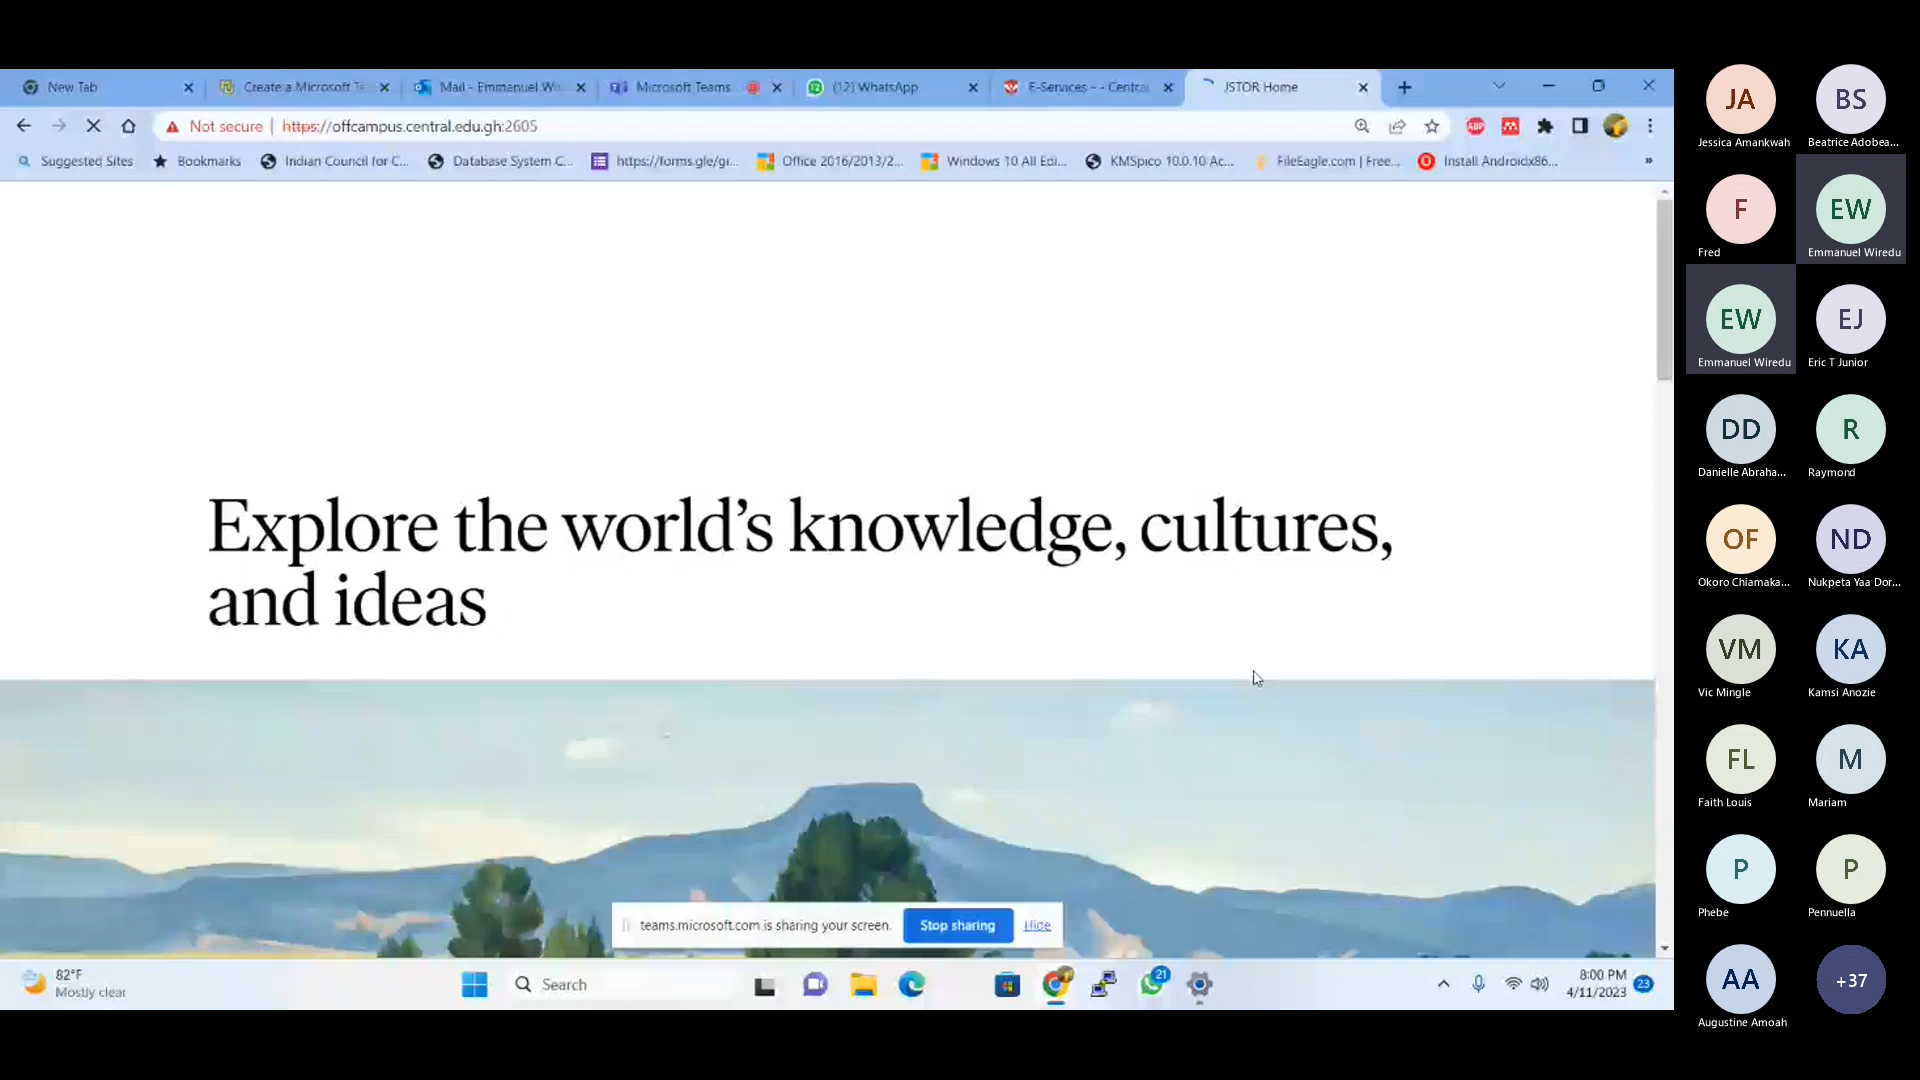 New Tab
Create a Microsoft Te
Mail - Emmanuel Wi
Microsoft Teams
(12) WhatsApp
E-Services - - Central
JSTOR Home
Not secure
https://offcampus.central.edu.gh:2605
ABP
Suggested Sites
Bookmarks
Indian Council for C...
Database System C...
https://forms.gle/gr...
Office 2016/2013/2...
Windows 10 All Edi...
KMSpico 10.0.10 Ac...
FileEagle.com | Free...
Install Androidx86...
»
Explore the world’s knowledge, cultures,
and ideas
teams.microsoft.com is sharing your screen.
Stop sharing
Hide
82°F
Mostly clear
Search
21
8:00 PM
4/11/2023
23
JA
Jessica Amankwah
BS
Beatrice Adobea...
F
Fred
EW
Emmanuel Wiredu
EW
Emmanuel Wiredu
EJ
Eric T Junior
DD
Danielle Abraha...
R
Raymond
OF
Okoro Chiamaka...
ND
Nukpeta Yaa Dor...
VM
Vic Mingle
KA
Kamsi Anozie
FL
Faith Louis
M
Mariam
P
Phebe
P
Pennuella
AA
Augustine Amoah
+37